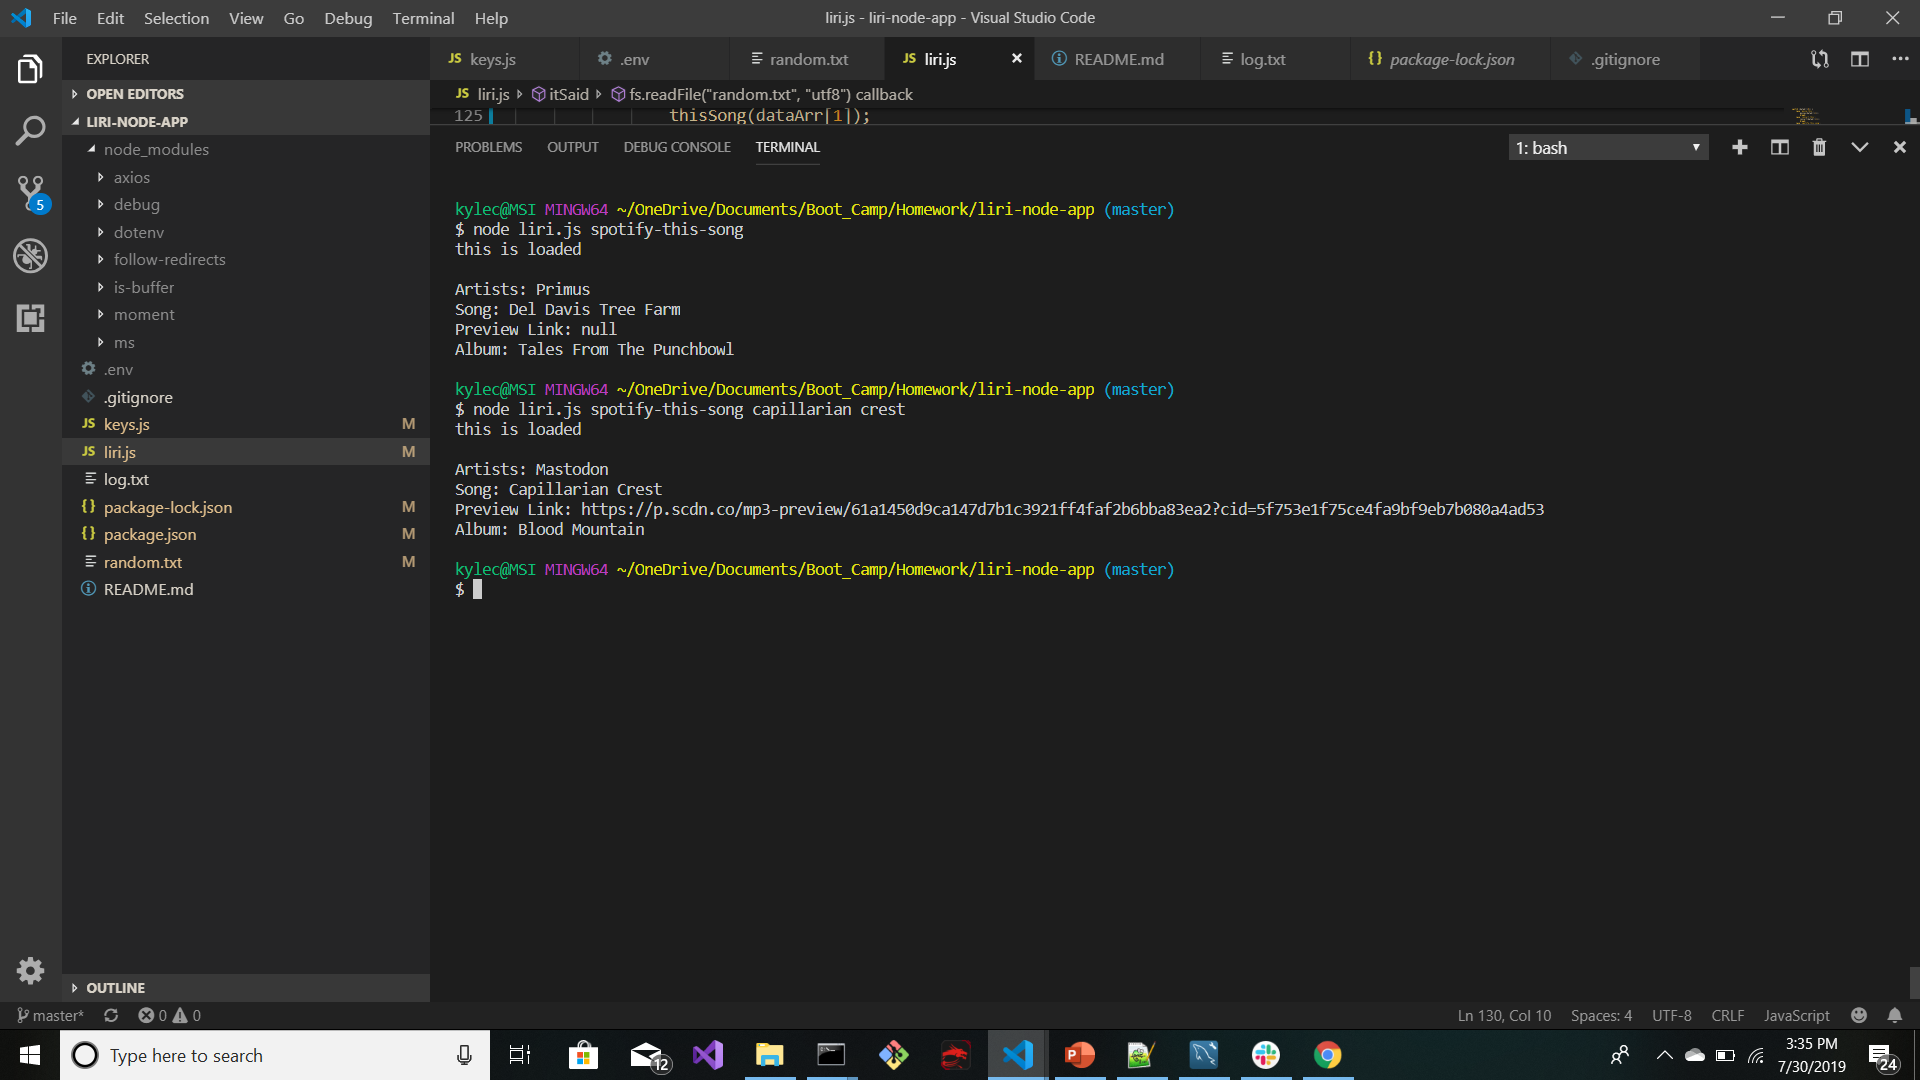 File Edit Selection View Go Debug Terminal Help
liri.js - liri-node-app - Visual Studio Code
EXPLORER
OPEN EDITORS
LIRI-NODE-APP
node_modules
axios
debug
dotenv
follow-redirects
is-buffer
moment
ms
.env
.gitignore
JS keys.js M
JS liri.js M
log.txt
{} package-lock.json M
{} package.json M
random.txt M
README.md
OUTLINE
5
JS keys.js .env random.txt JS liri.js README.md log.txt {} package-lock.json .gitignore
JS liri.js itSaid fs.readFile("random.txt", "utf8") callback
125 thisSong(dataArr[1]);
PROBLEMS OUTPUT DEBUG CONSOLE TERMINAL 1: bash
kylec@MSI MINGW64 ~/OneDrive/Documents/Boot_Camp/Homework/liri-node-app (master)
$ node liri.js spotify-this-song
this is loaded
Artists: Primus
Song: Del Davis Tree Farm
Preview Link: null
Album: Tales From The Punchbowl
kylec@MSI MINGW64 ~/OneDrive/Documents/Boot_Camp/Homework/liri-node-app (master)
$ node liri.js spotify-this-song capillarian crest
this is loaded
Artists: Mastodon
Song: Capillarian Crest
Preview Link: https://p.scdn.co/mp3-preview/61a1450d9ca147d7b1c3921ff4faf2b6bba83ea2?cid=5f753e1f75ce4fa9bf9eb7b080a4ad53
Album: Blood Mountain
kylec@MSI MINGW64 ~/OneDrive/Documents/Boot_Camp/Homework/liri-node-app (master)
$
master* 0 0 Ln 130, Col 10 Spaces: 4 UTF-8 CRLF JavaScript
Type here to search 12 3:35 PM
7/30/2019 24